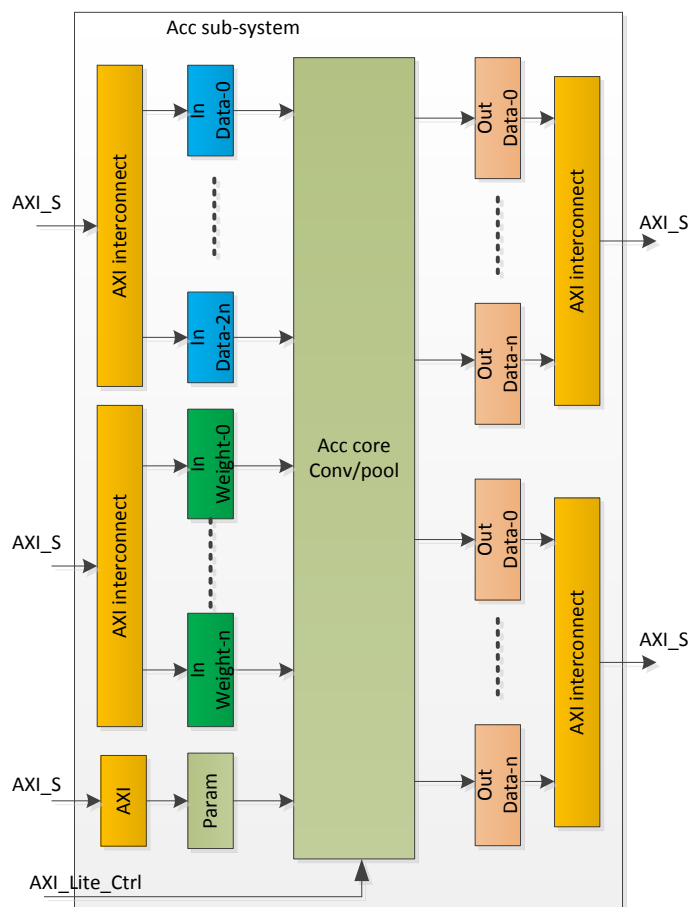 Acc sub-system
AXI_S
AXI interconnect
In
Data-0
In
Data-2n
AXI_S
AXI interconnect
In
Weight-0
In
Weight-n
AXI_S
AXI
Param
AXI_Lite_Ctrl
Acc core
Conv/pool
Out
Data-0
Out
Data-n
AXI interconnect
AXI_S
Out
Data-0
Out
Data-n
AXI interconnect
AXI_S